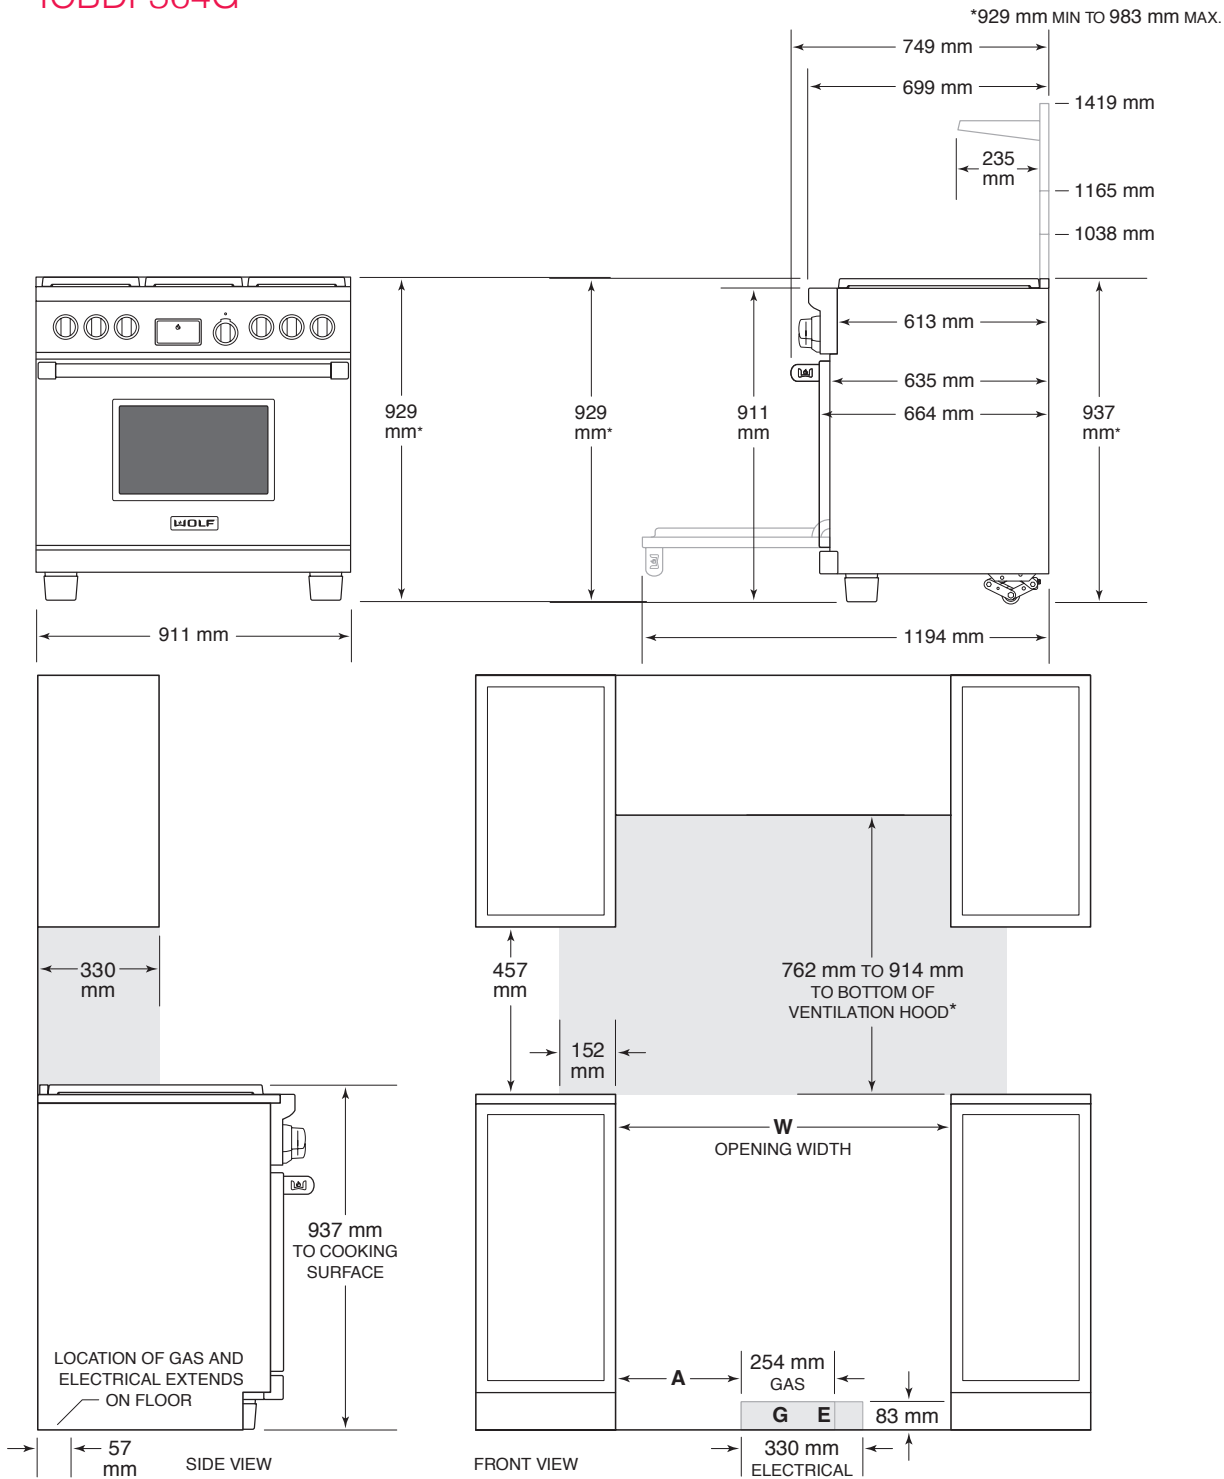 *929 mm MIN TO 983 mm MAX.
749 mm
699 mm
1419 mm
235
mm
1165 mm
1038 mm
613 mm
635 mm
664 mm
929
mm*
929
mm*
911
mm
937
mm*
WOLF
911 mm
1194 mm
330
mm
457
mm
762 mm TO 914 mm
TO BOTTOM OF
VENTILATION HOOD*
152
mm
W
OPENING WIDTH
937 mm
TO COOKING
SURFACE
LOCATION OF GAS AND
ELECTRICAL EXTENDS
ON FLOOR
254 mm
GAS
A
G E
83 mm
57
mm
SIDE VIEW
FRONT VIEW
330 mm
ELECTRICAL